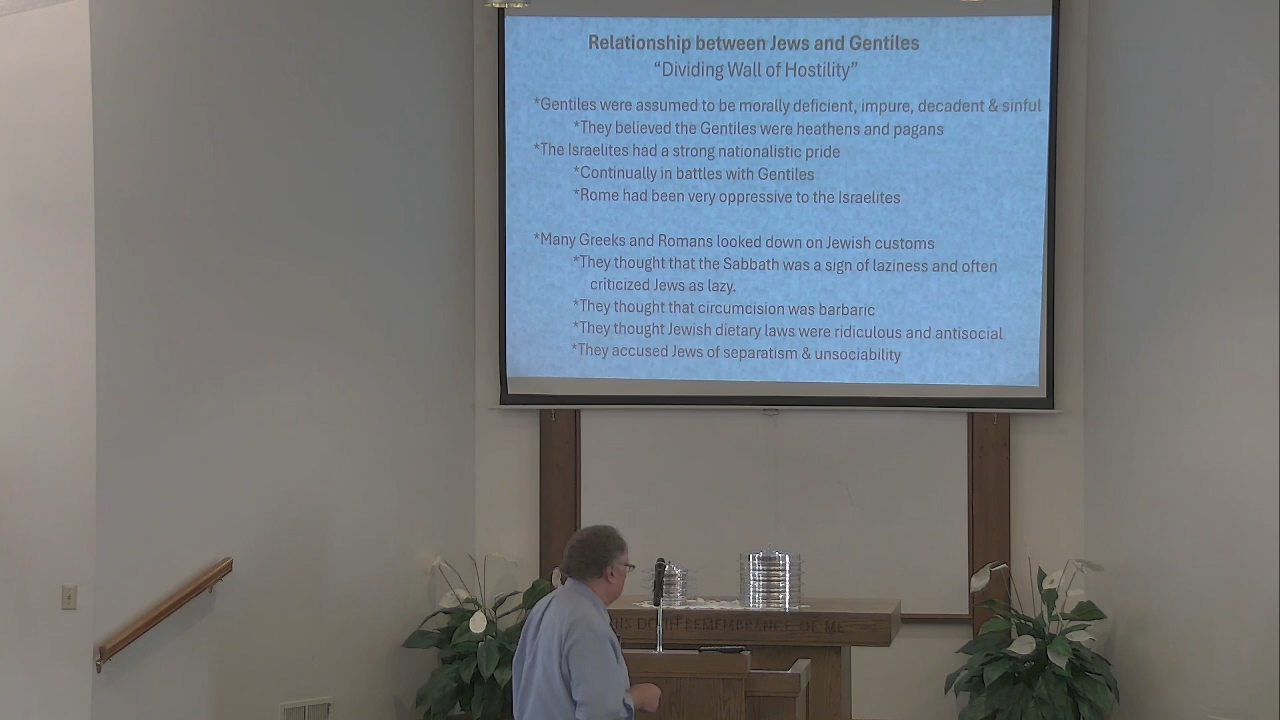 Relationship between Jews and Gentiles
“Dividing Wall of Hostility”
*Gentiles were assumed to be morally deficient, impure, decadent & sinful
*They believed the Gentiles were heathens and pagans
*The Israelites had a strong nationalistic pride
*Continually in battles with Gentiles
*Rome had been very oppressive to the Israelites
*Many Greeks and Romans looked down on Jewish customs
*They thought that the Sabbath was a sign of laziness and often
criticized Jews as lazy.
*They thought that circumcision was barbaric
*They thought Jewish dietary laws were ridiculous and antisocial
*They accused Jews of separatism & unsociability
REMEMBRANCE OF ME